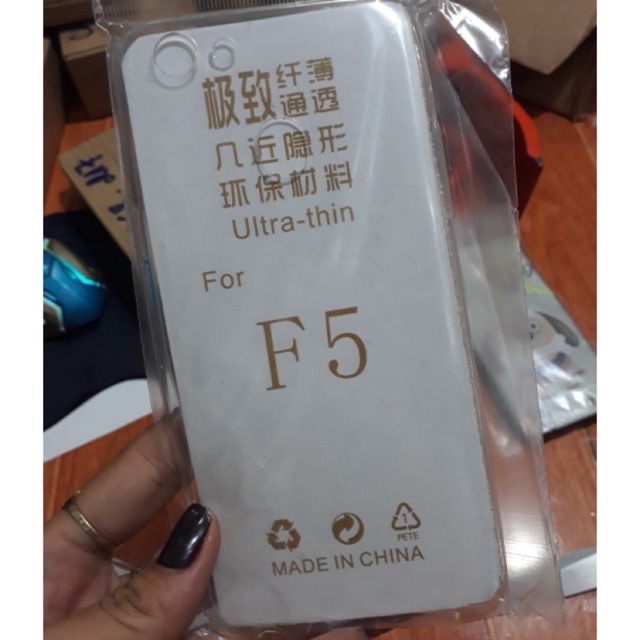 极致 纤薄
通透
几近隐形
环保材料
Ultra-thin
For
F5
1
PETE
MADE IN CHINA